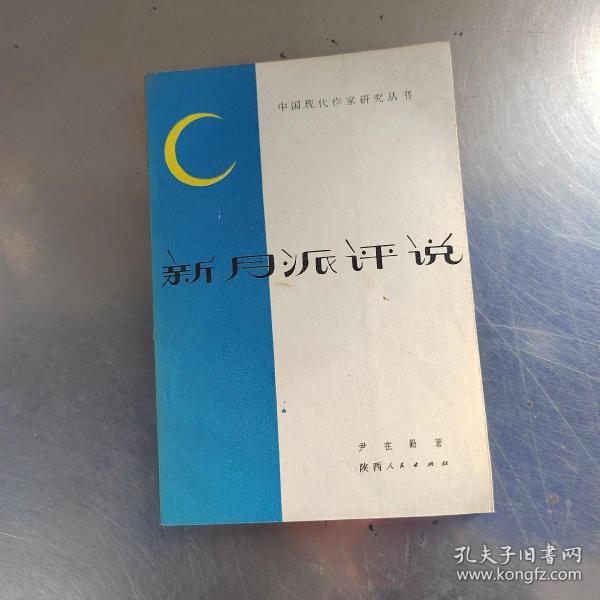 中国现代作家研究丛书
新月派评说
尹在勤著
陕西人民出版社
孔夫子旧书网
www.kongfz.com